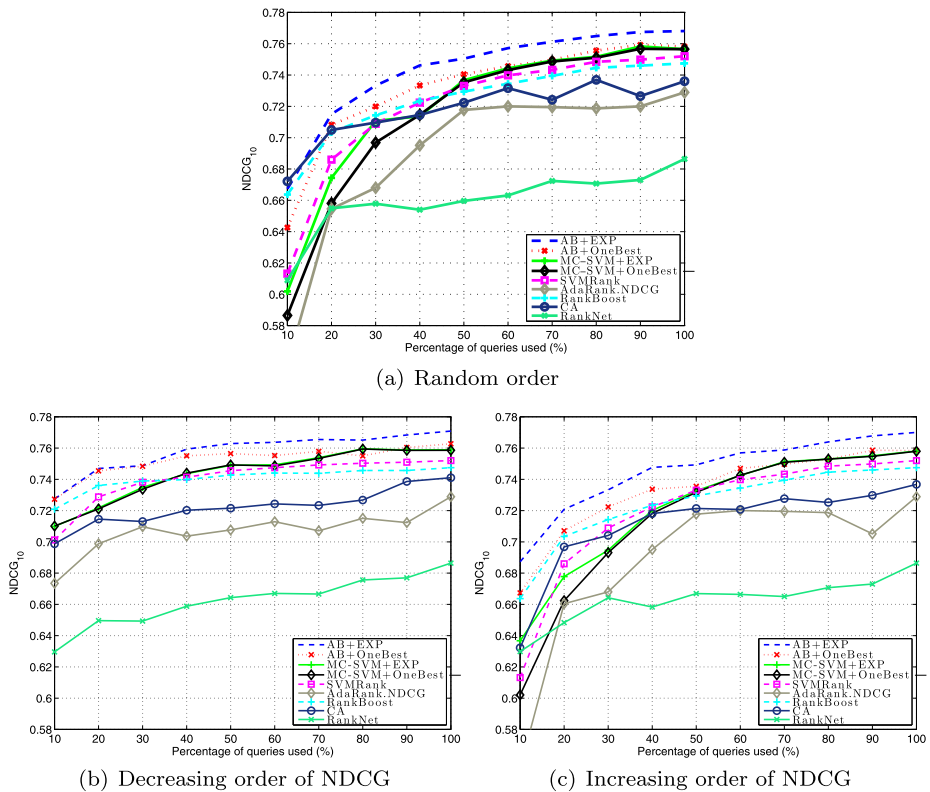 0.78
0.76
0.74
0.72
0.7
0.68
0.66
0.64
0.62
0.6
0.58
NDCG10
10 20 30 40 50 60 70 80 90 100
Percentage of queries used (%)
AB+EXP
AB+OneBest
MC-SVM+EXP
MC-SVM+OneBest
SVMRank
AdaRank.NDCG
RankBoost
CA
RankNet
(a) Random order
0.78
0.76
0.74
0.72
0.7
0.68
0.66
0.64
0.62
0.6
0.58
NDCG10
10 20 30 40 50 60 70 80 90 100
Percentage of queries used (%)
AB+EXP
AB+OneBest
MC-SVM+EXP
MC-SVM+OneBest
SVMRank
AdaRank.NDCG
RankBoost
CA
RankNet
(b) Decreasing order of NDCG
0.78
0.76
0.74
0.72
0.7
0.68
0.66
0.64
0.62
0.6
0.58
NDCG10
10 20 30 40 50 60 70 80 90 100
Percentage of queries used (%)
AB+EXP
AB+OneBest
MC-SVM+EXP
MC-SVM+OneBest
SVMRank
AdaRank.NDCG
RankBoost
CA
RankNet
(c) Increasing order of NDCG